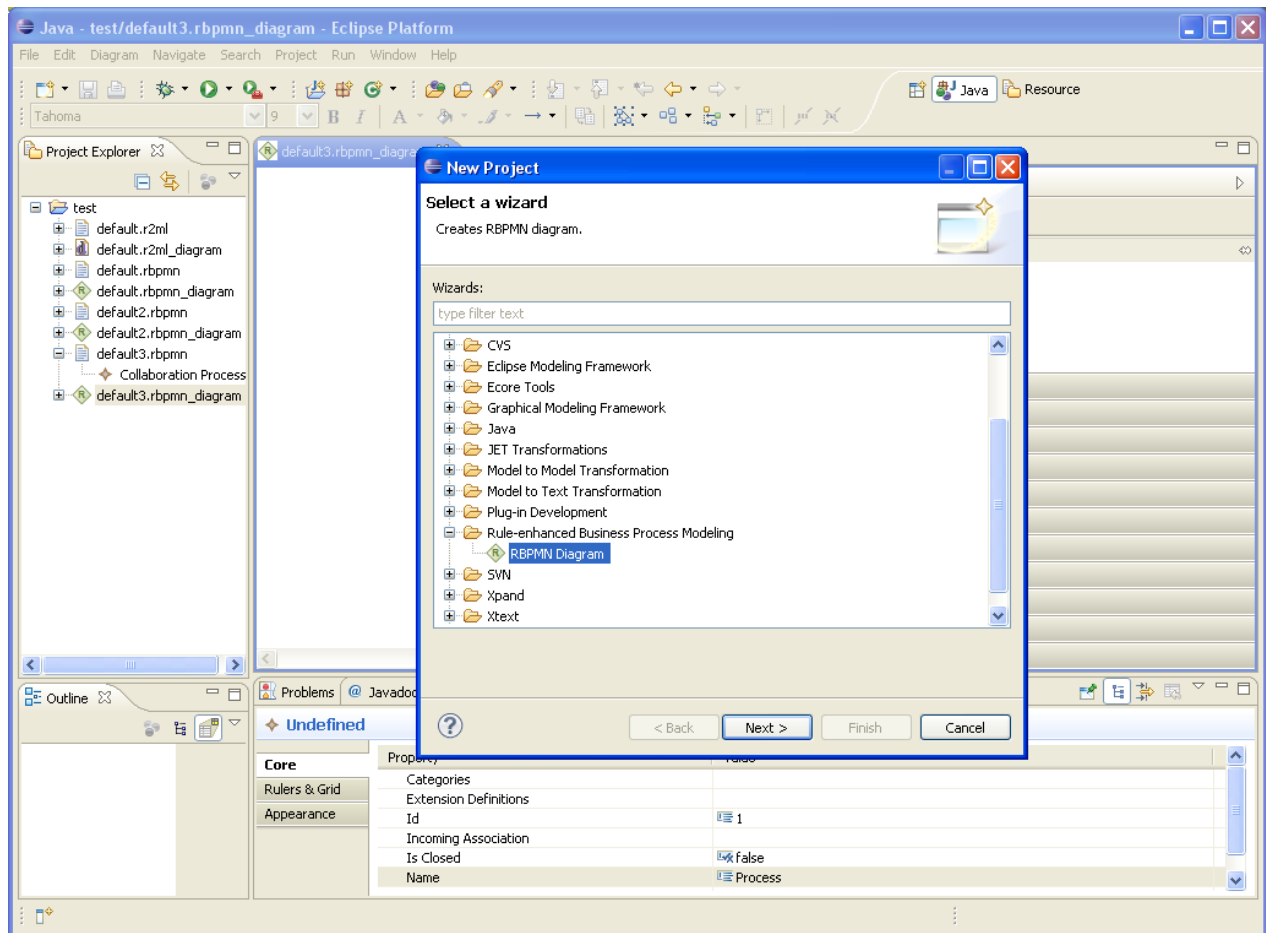 Java - test/default3.rbpmn_diagram - Eclipse Platform
File Edit Diagram Navigate Search Project Run Window Help
Java Resource
Tahoma 9 B I A
Project Explorer
default3.rbpmn_diagra
test
default.r2ml
default.r2ml_diagram
default.rbpmn
default.rbpmn_diagram
default2.rbpmn
default2.rbpmn_diagram
default3.rbpmn
Collaboration Process
default3.rbpmn_diagram
New Project
Select a wizard
Creates RBPMN diagram.
Wizards:
type filter text
CVS
Eclipse Modeling Framework
Ecore Tools
Graphical Modeling Framework
Java
JET Transformations
Model to Model Transformation
Model to Text Transformation
Plug-in Development
Rule-enhanced Business Process Modeling
R RBPMN Diagram
SVN
Xpand
Xtext
< Back Next > Finish Cancel
Outline
Problems @ Javadoc
Undefined
Core
Rulers & Grid
Appearance
Property Value
Categories
Extension Definitions
Id 1
Incoming Association
Is Closed false
Name Process